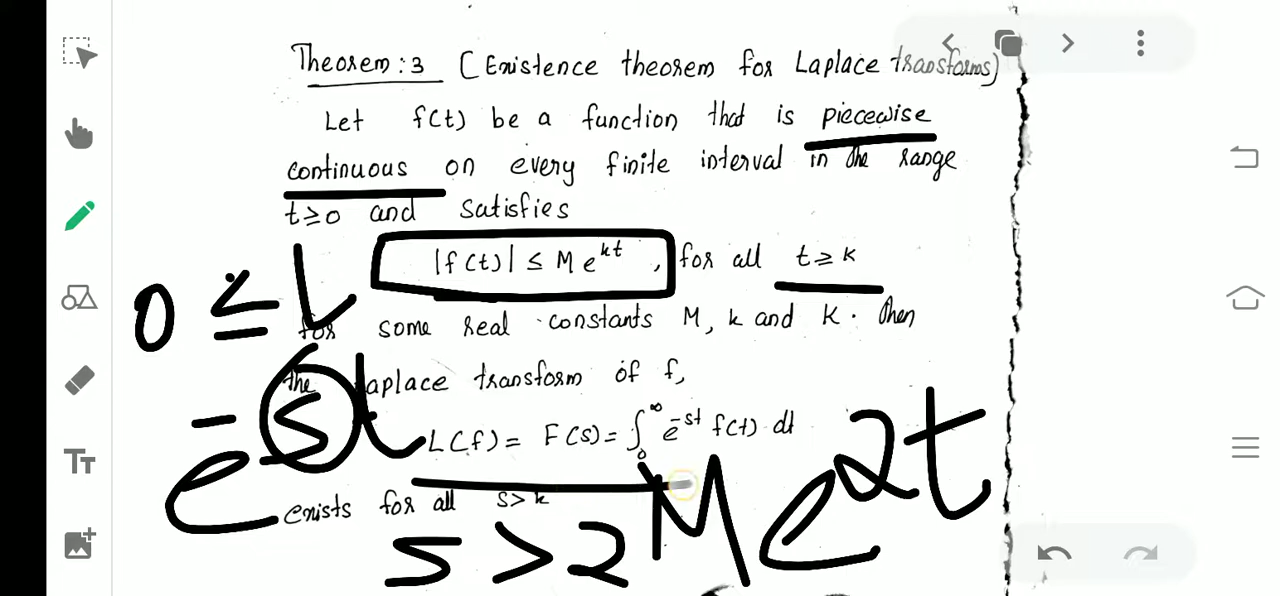 Theorem:3 (Existence theorem for Laplace transforms)
Let f(t) be a function that is piecewise
continuous on every finite interval in the range
t≥0 and satisfies
|f(t)| ≤ M e^kt, for all t≥K
0 ≤ t
for some real constants M, k and K. Then
the Laplace transform of f,
L(f) = F(s) = ∫₀^∞ e^-st f(t) dt
e^-st
exists for all s>k
s>2 M e^2t
TT